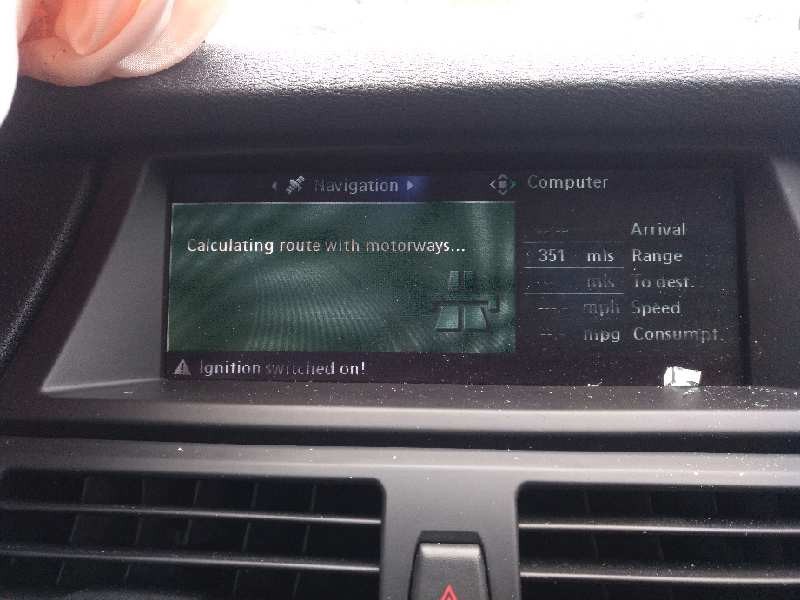 Navigation
Computer
Calculating route with motorways...
Arrival
351 mls Range
mls To dest.
mph Speed
mpg Consumpt.
Ignition switched on!